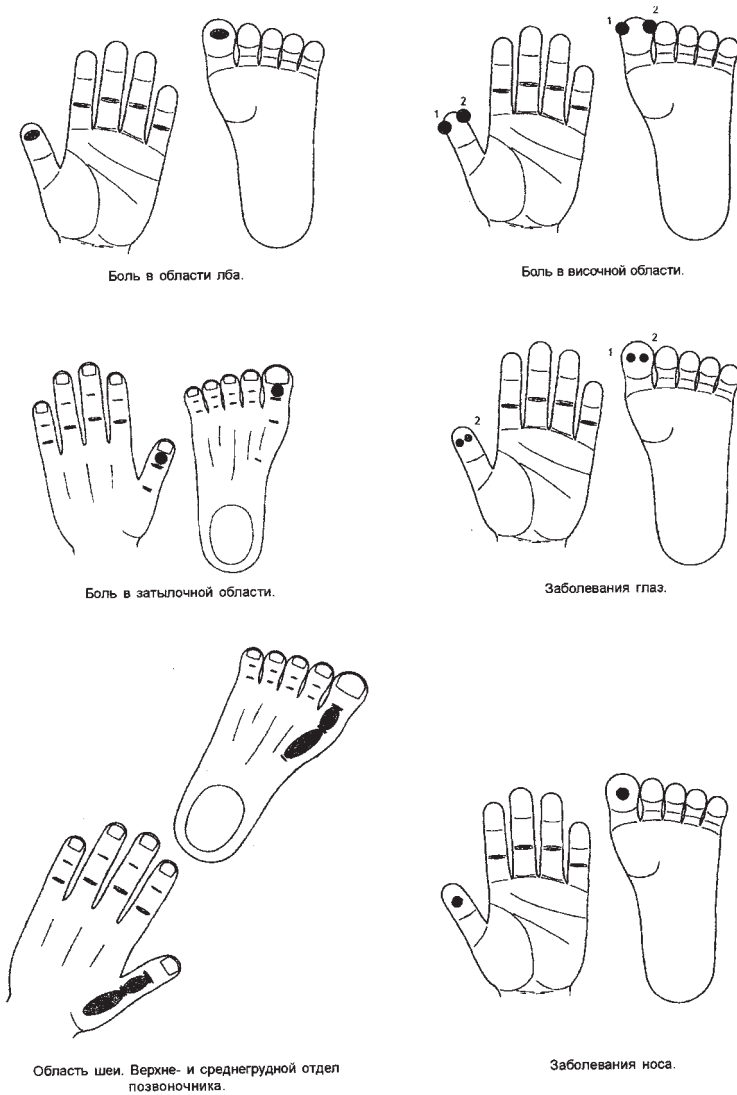 1 2
1 2
Боль в области лба.
Боль в височной области.
1 2
2
Боль в затылочной области.
Заболевания глаз.
Область шеи. Верхне- и среднегрудной отдел
позвоночника.
Заболевания носа.